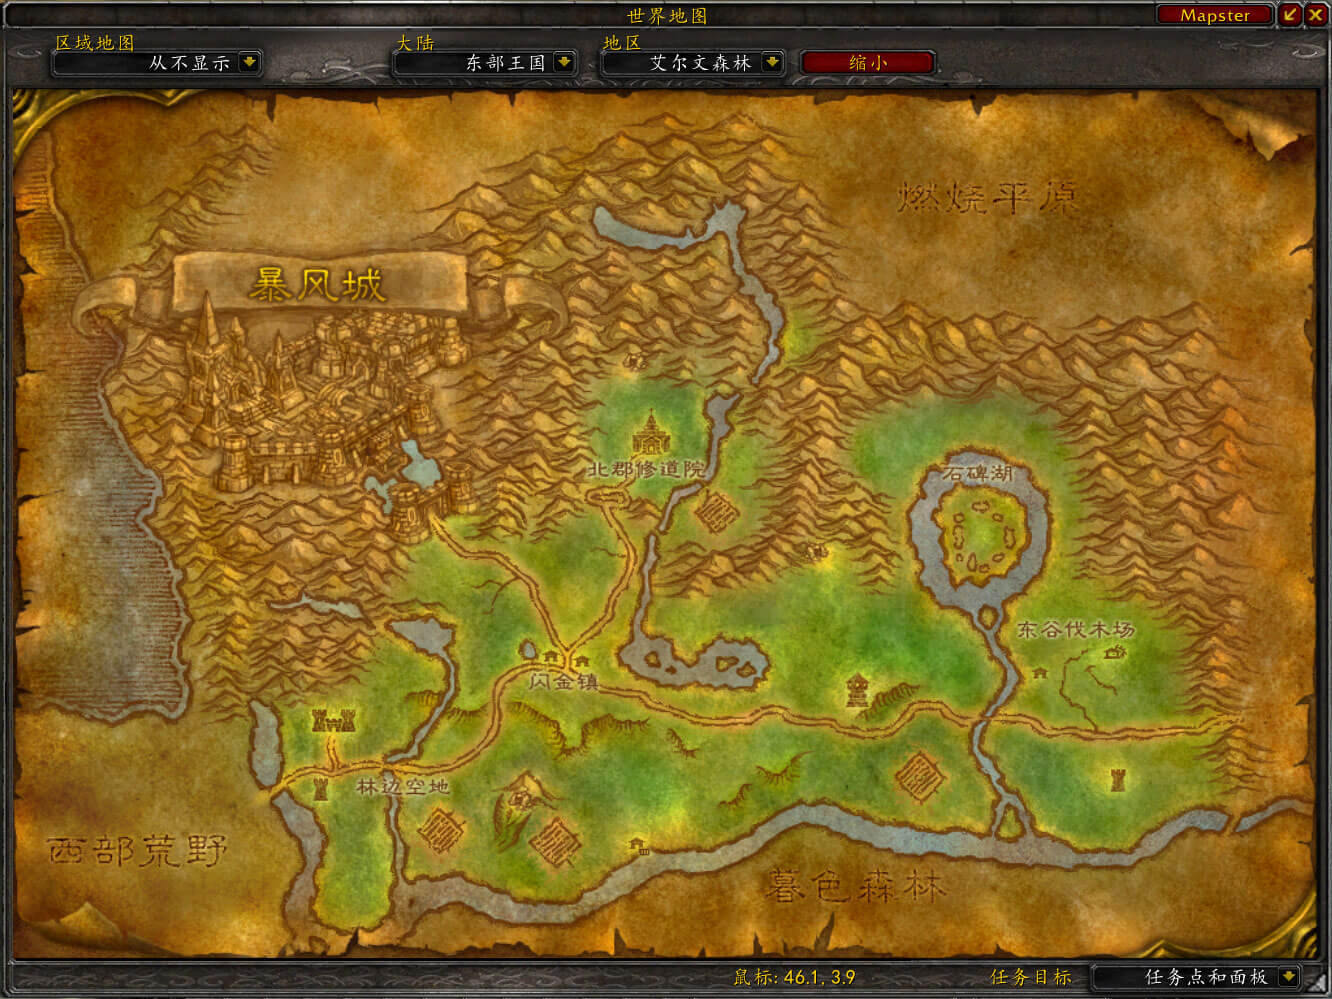 世界地图
Mapster
区域地图
大陆
地区
从不显示
东部王国
艾尔文森林
缩小
燃烧平原
暴风城
北郡修道院
石碑湖
东谷伐木场
闪金镇
林边空地
西部荒野
暮色森林
鼠标: 46.1, 3.9
任务目标
任务点和面板